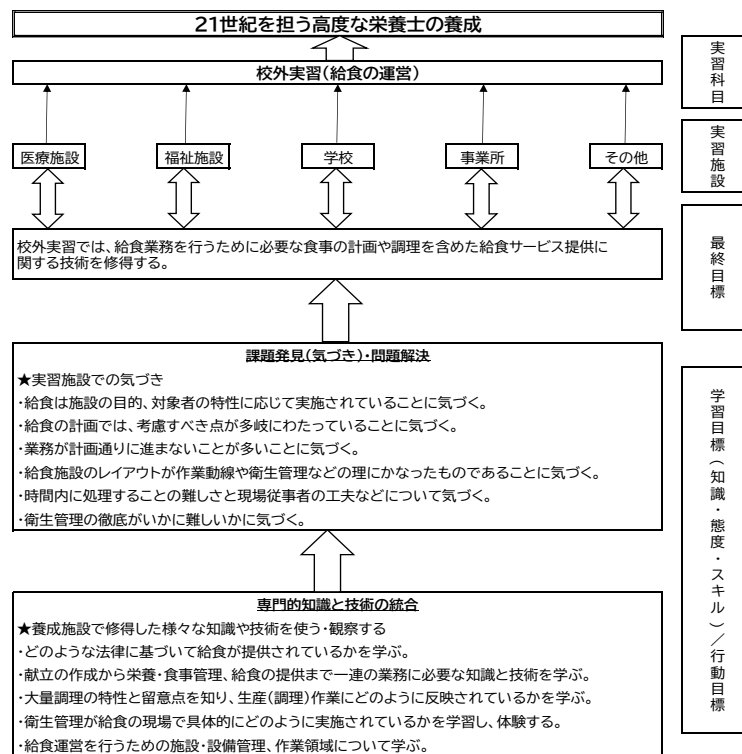 21世紀を担う高度な栄養士の養成
校外実習(給食の運営)
実習科目
医療施設
福祉施設
学校
事業所
その他
実習施設
校外実習では、給食業務を行うために必要な食事の計画や調理を含めた給食サービス提供に
関する技術を修得する。
最終目標
課題発見(気づき)・問題解決
★実習施設での気づき
・給食は施設の目的、対象者の特性に応じて実施されていることに気づく。
・給食の計画では、考慮すべき点が多岐にわたっていることに気づく。
・業務が計画通りに進まないことが多いことに気づく。
・給食施設のレイアウトが作業動線や衛生管理などの理にかなったものであることに気づく。
・時間内に処理することの難しさと現場従事者の工夫などについて気づく。
・衛生管理の徹底がいかに難しいかに気づく。
学習目標(知識・態度・スキル)/行動目標
専門的知識と技術の統合
★養成施設で修得した様々な知識や技術を使う・観察する
・どのような法律に基づいて給食が提供されているかを学ぶ。
・献立の作成から栄養・食事管理、給食の提供まで一連の業務に必要な知識と技術を学ぶ。
・大量調理の特性と留意点を知り、生産(調理)作業にどのように反映されているかを学ぶ。
・衛生管理が給食の現場で具体的にどのように実施されているかを学習し、体験する。
・給食運営を行うための施設・設備管理、作業領域について学ぶ。